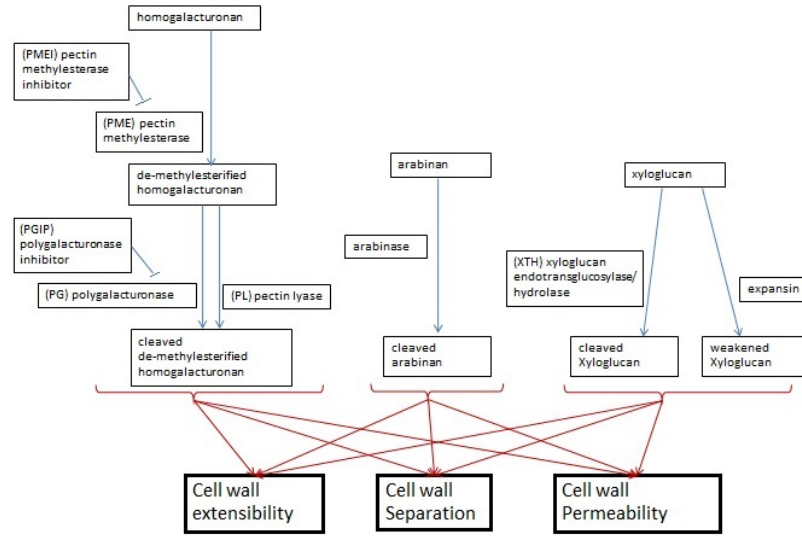 homogalacturonan
(PMEI) pectin
methylesterase
inhibitor
(PME) pectin
methylesterase
de-methylesterified
homogalacturonan
(PGIP)
polygalacturonase
inhibitor
(PG) polygalacturonase
(PL) pectin lyase
cleaved
de-methylesterified
homogalacturonan
arabinan
arabinase
cleaved
arabinan
xyloglucan
(XTH) xyloglucan
endotransglucosylase/
hydrolase
expansin
cleaved
Xyloglucan
weakened
Xyloglucan
Cell wall
extensibility
Cell wall
Separation
Cell wall
Permeability